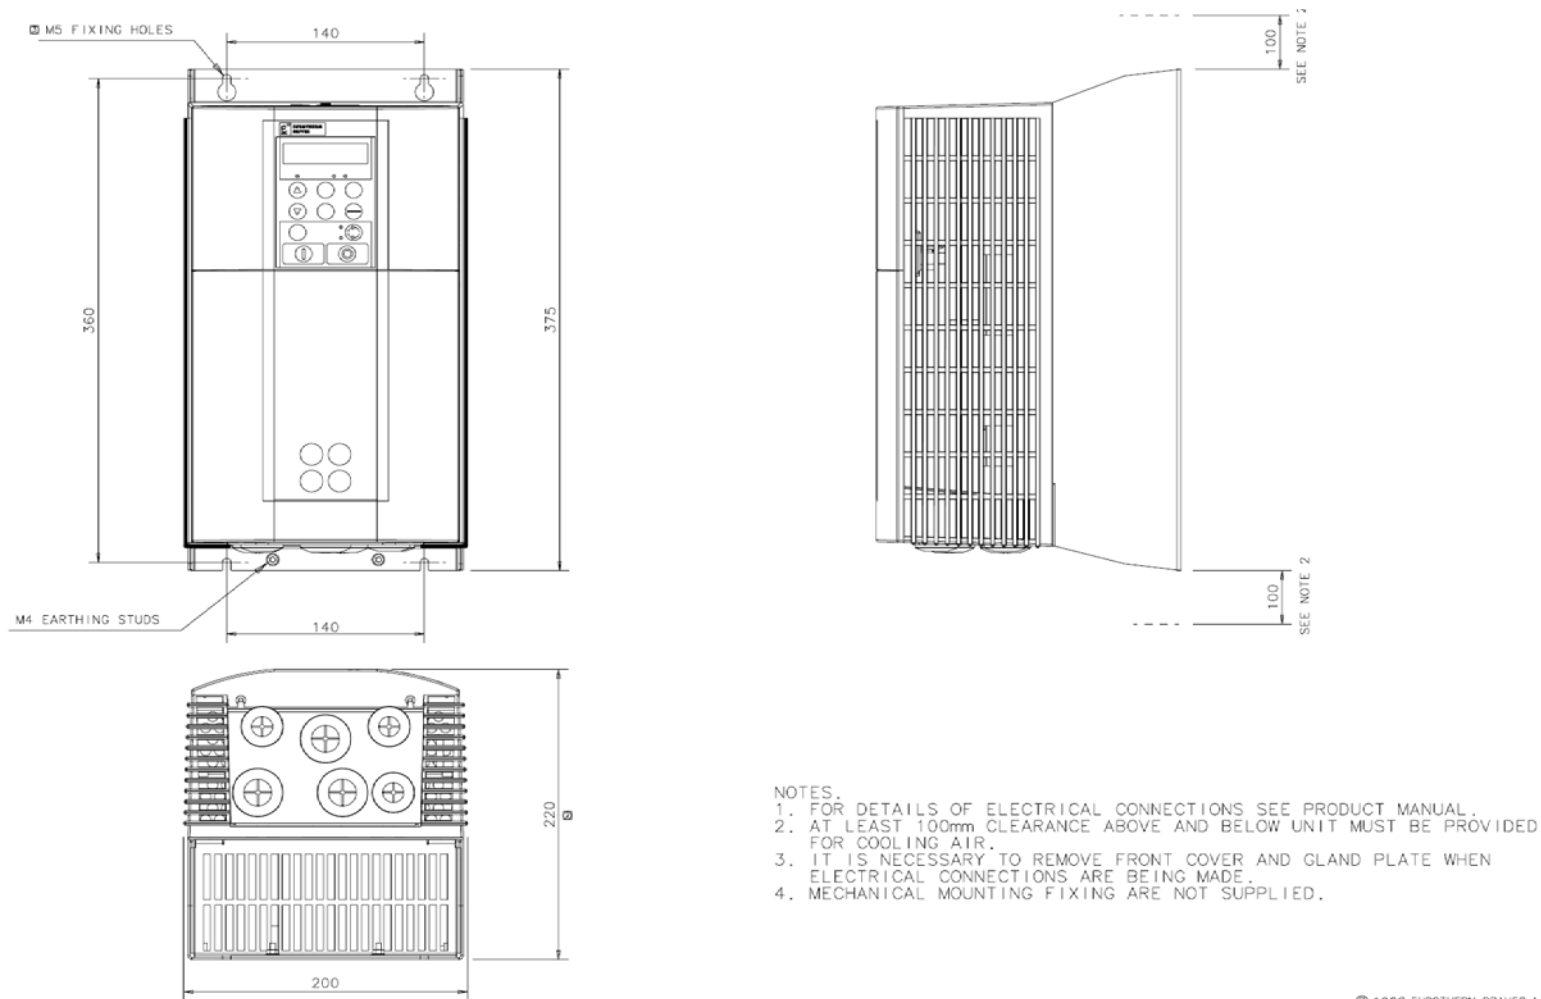 M5 FIXING HOLES
140
100
SEE NOTE 2
EUROTHERM
DRIVES
360
375
100
SEE NOTE 2
M4 EARTHING STUDS
140
220
200
NOTES.
1. FOR DETAILS OF ELECTRICAL CONNECTIONS SEE PRODUCT MANUAL.
2. AT LEAST 100mm CLEARANCE ABOVE AND BELOW UNIT MUST BE PROVIDED
FOR COOLING AIR.
3. IT IS NECESSARY TO REMOVE FRONT COVER AND GLAND PLATE WHEN
ELECTRICAL CONNECTIONS ARE BEING MADE.
4. MECHANICAL MOUNTING FIXING ARE NOT SUPPLIED.